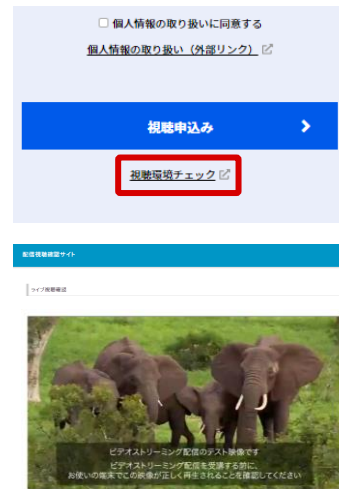 個人情報の取り扱いに同意する
個人情報の取り扱い（外部リンク）
視聴申込み
視聴環境チェック
配信視聴確認サイト
ライブ視聴確認
ビデオストリーミング配信のテスト映像です
ビデオストリーミング配信を受講する前に、
お使いの端末でこの映像が正しく再生されることを確認してください